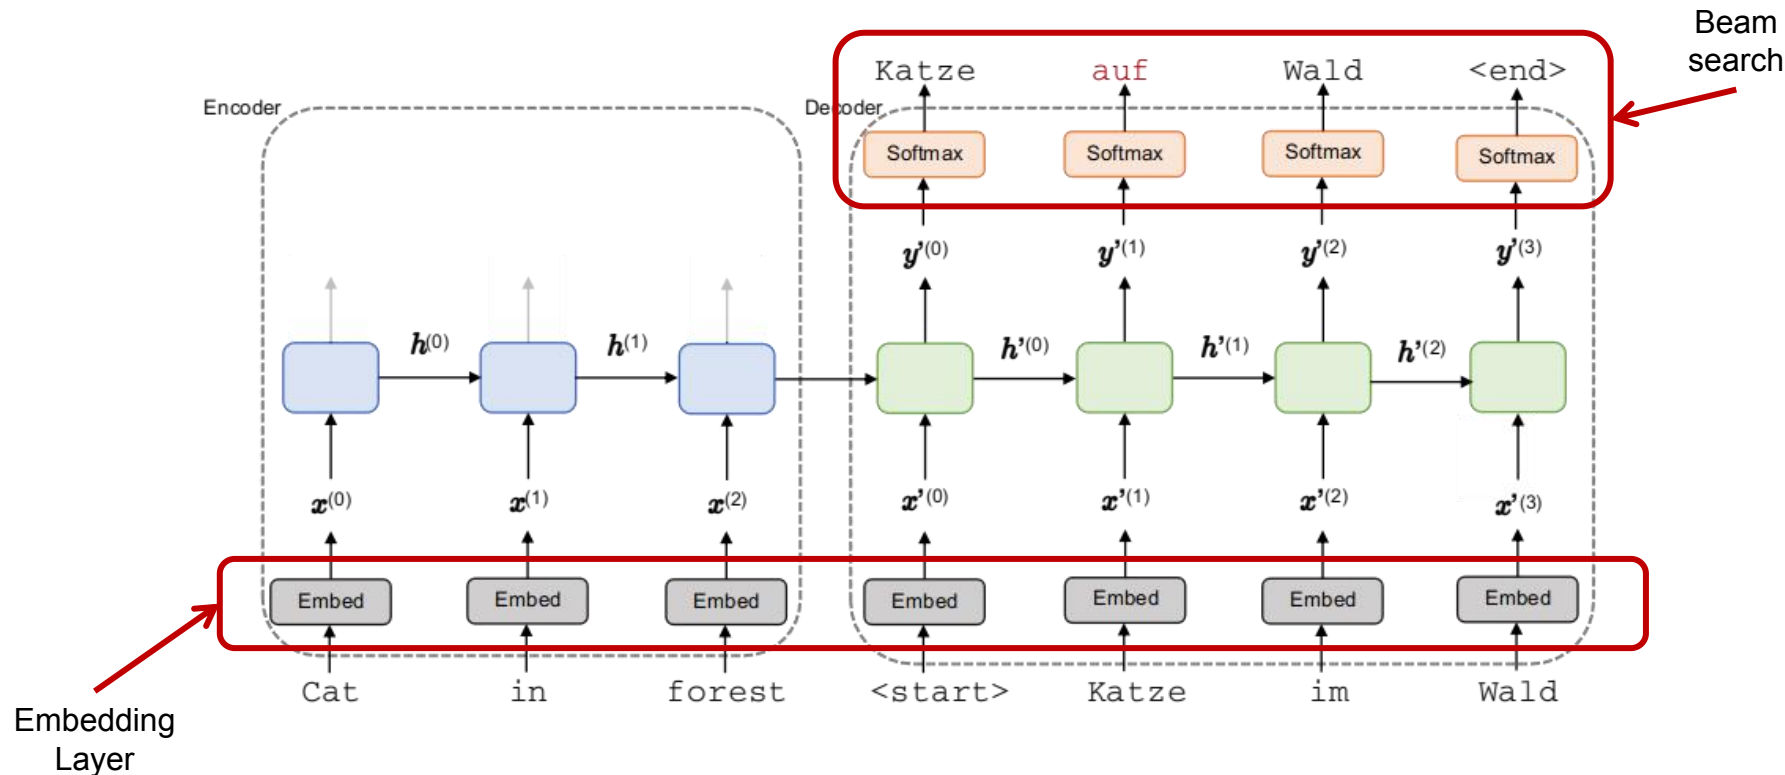 Beam
search
Katze auf Wald <end>
Encoder Decoder
Softmax Softmax Softmax Softmax
y’(0) y’(1) y’(2) y’(3)
h(0) h(1) h’(0) h’(1) h’(2)
x(0) x(1) x(2) x’(0) x’(1) x’(2) x’(3)
Embed Embed Embed Embed Embed Embed Embed
Cat in forest <start> Katze im Wald
Embedding
Layer